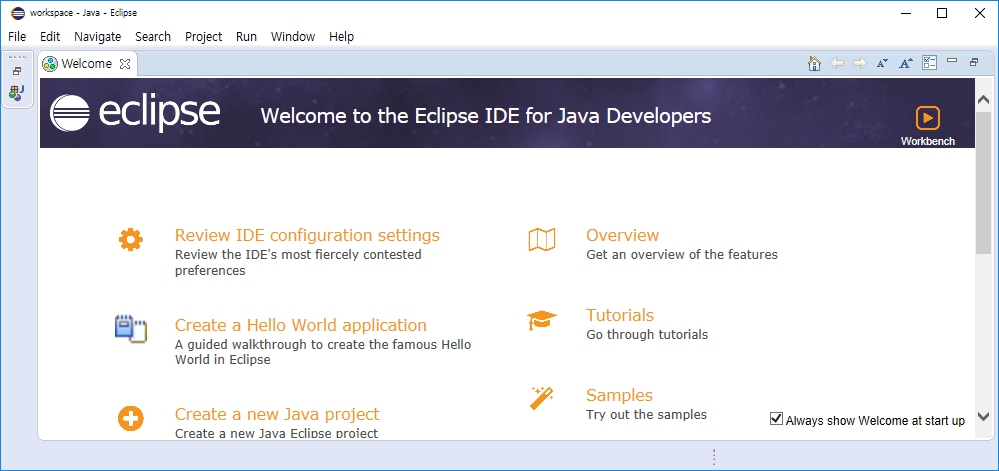 workspace - Java - Eclipse
File Edit Navigate Search Project Run Window Help
Welcome
eclipse
Welcome to the Eclipse IDE for Java Developers
Workbench
Review IDE configuration settings
Review the IDE's most fiercely contested
preferences
Overview
Get an overview of the features
Create a Hello World application
A guided walkthrough to create the famous Hello
World in Eclipse
Tutorials
Go through tutorials
Create a new Java project
Create a new Java Eclipse project
Samples
Try out the samples
Always show Welcome at start up